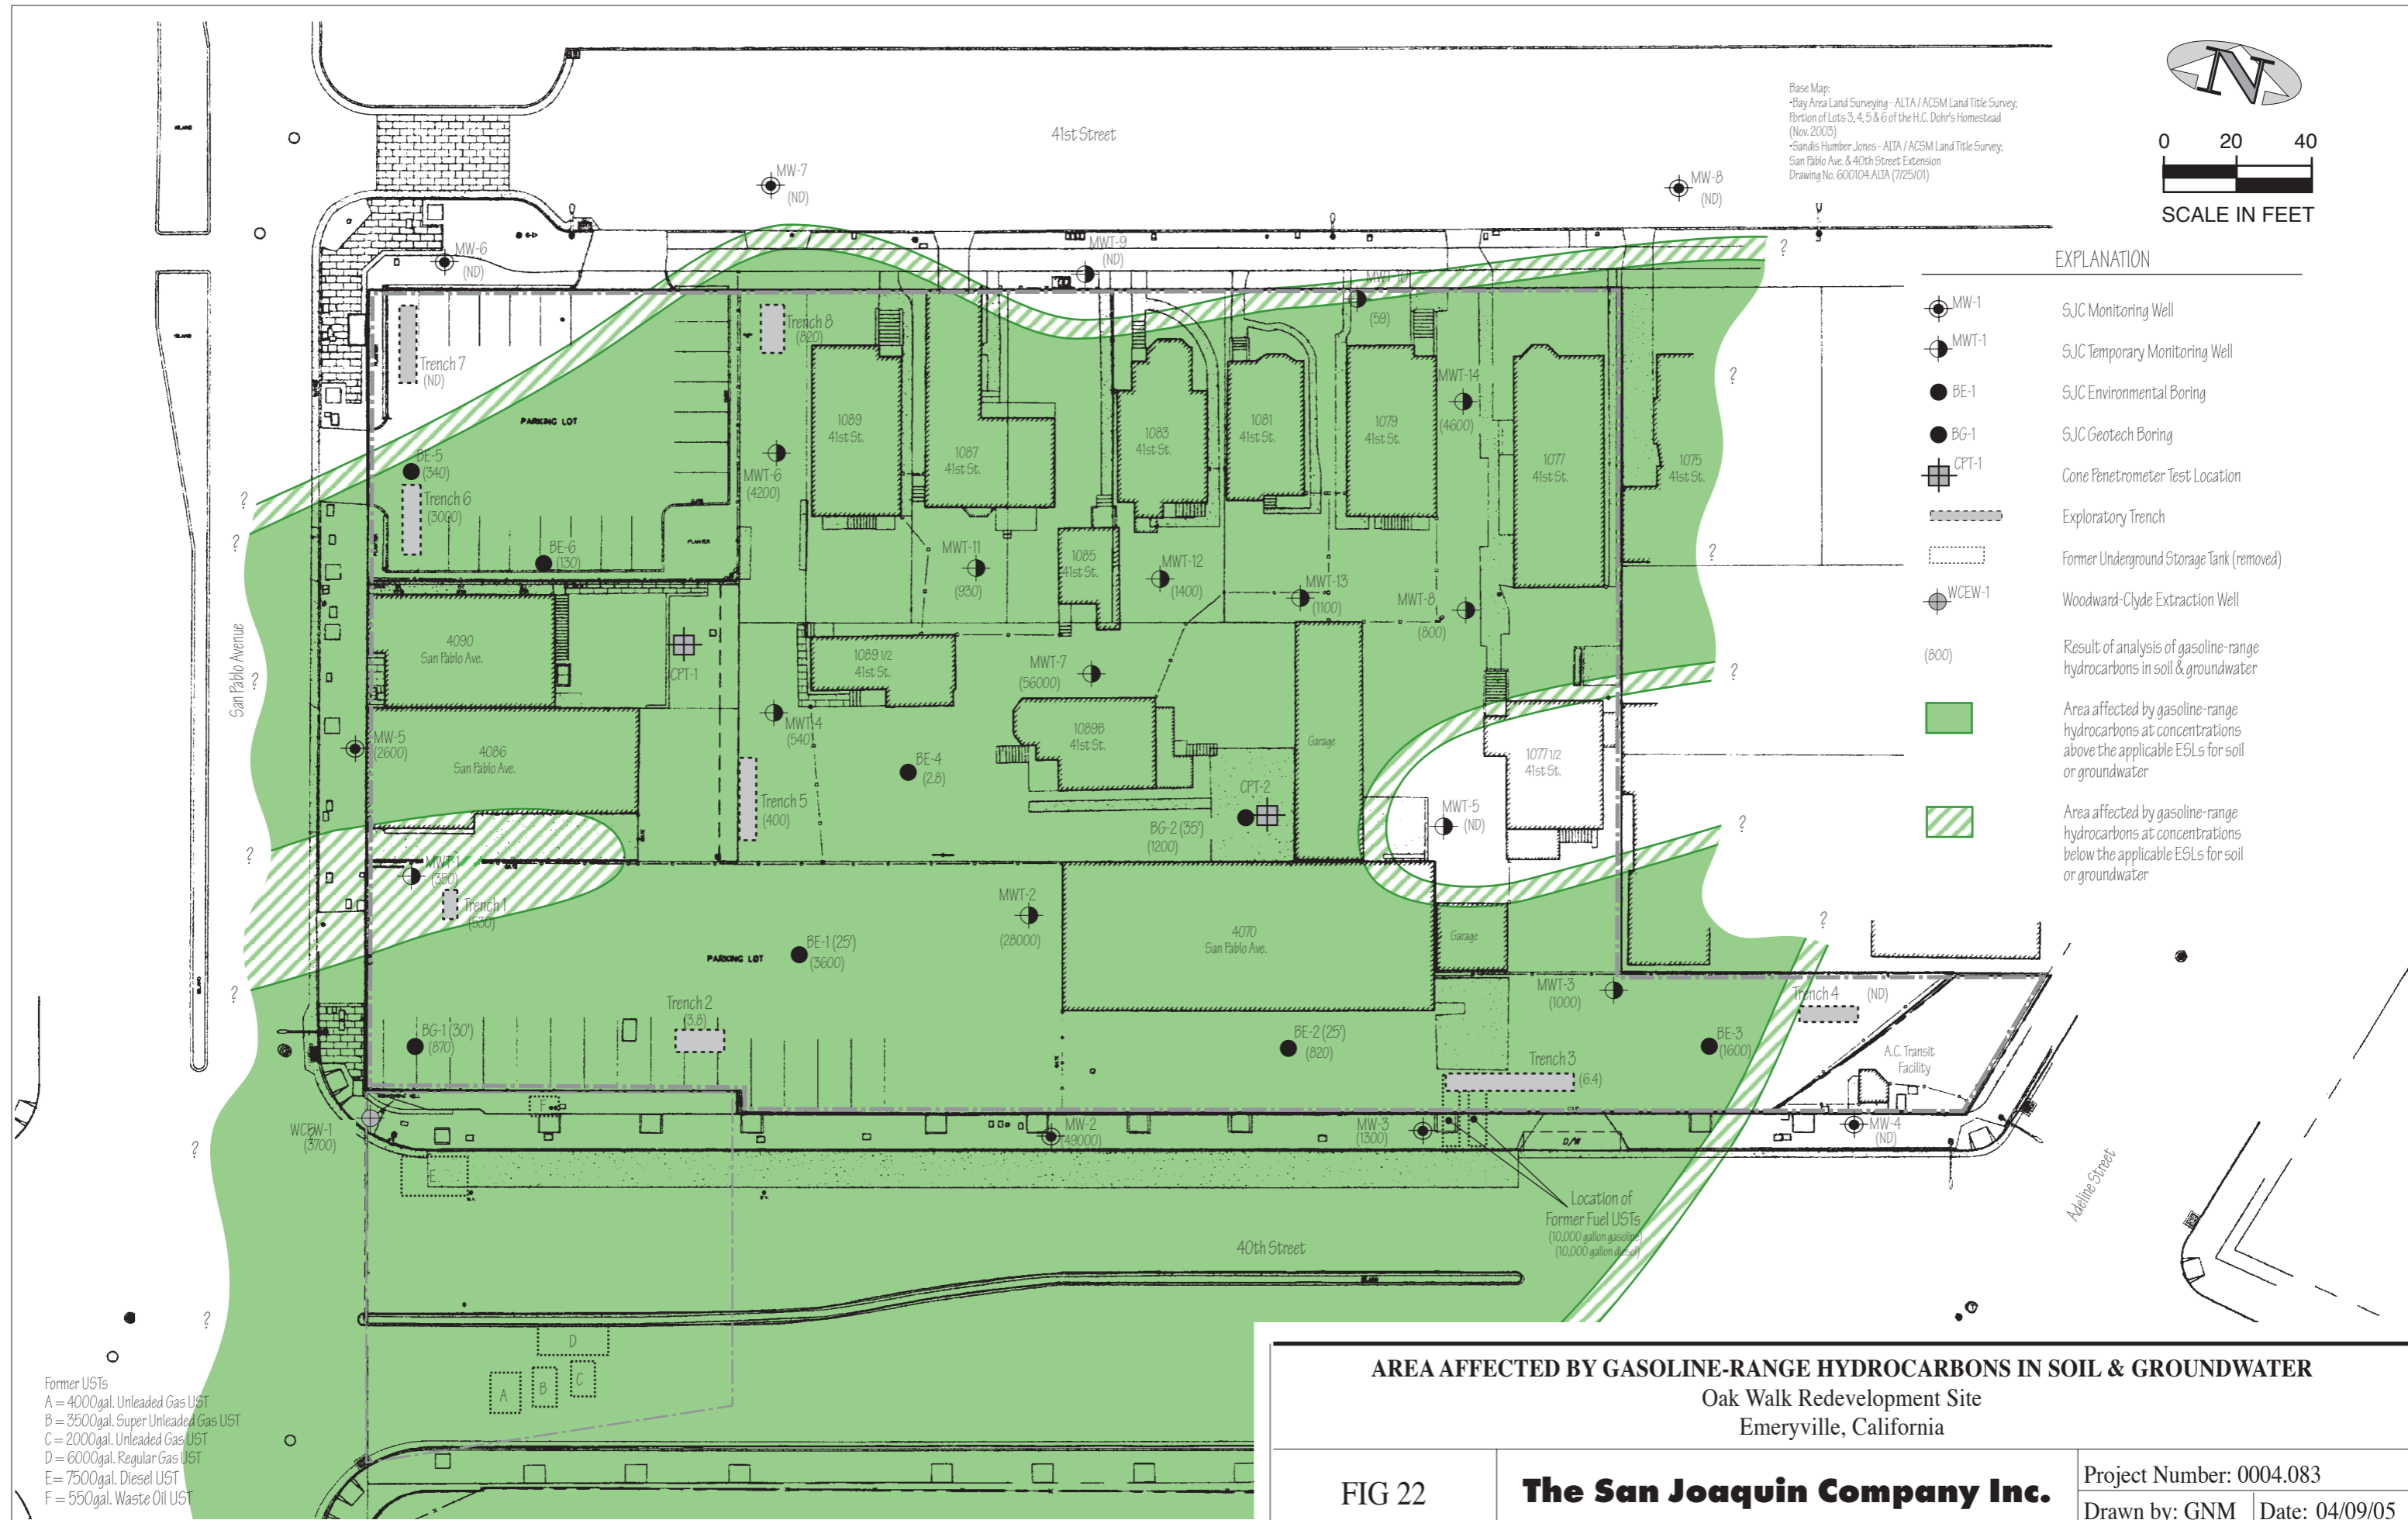 41st Street
Base Map:
•Bay Area Land Surveying - ALTA / ACSM Land Title Survey;
Portion of Lots 3, 4, 5 & 6 of the H.C. Dohr's Homestead
(Nov. 2003)
•Sandis Humber Jones - ALTA / ACSM Land Title Survey;
San Pablo Ave. & 40th Street Extension
Drawing No. 600104.ALTA (7/25/01)
N
0 20 40
SCALE IN FEET
EXPLANATION
MW-1 SJC Monitoring Well
MWT-1 SJC Temporary Monitoring Well
BE-1 SJC Environmental Boring
BG-1 SJC Geotech Boring
CPT-1 Cone Penetrometer Test Location
Exploratory Trench
Former Underground Storage Tank (removed)
WCEW-1 Woodward-Clyde Extraction Well
(800) Result of analysis of gasoline-range
hydrocarbons in soil & groundwater
Area affected by gasoline-range
hydrocarbons at concentrations
above the applicable ESLs for soil
or groundwater
Area affected by gasoline-range
hydrocarbons at concentrations
below the applicable ESLs for soil
or groundwater
MW-7
(ND)
MW-8
(ND)
MW-6
(ND)
MWT-9
(ND)
MWT-10
(59)
Trench 7
(ND)
Trench 8
(820)
PARKING LOT
BE-5
(340)
Trench 6
(3000)
BE-6
(130)
PLANTER
MWT-6
(4200)
1089
41st St.
1087
41st St.
1083
41st St.
1081
41st St.
1079
41st St.
MWT-14
(4600)
1077
41st St.
1075
41st St.
MWT-11
(930)
1085
41st St.
MWT-12
(1400)
MWT-13
(1100)
MWT-8
(800)
San Pablo Avenue
4090
San Pablo Ave.
CPT-1
1089 1/2
41st St.
MWT-7
(56000)
MW-5
(2600)
4086
San Pablo Ave.
MWT-4
(540)
BE-4
(2.8)
1089B
41st St.
Garage
1077 1/2
41st St.
Trench 5
(400)
CPT-2
BG-2 (35')
(1200)
MWT-5
(ND)
MWT-1
(350)
Trench 1
(530)
MWT-2
(28000)
4070
San Pablo Ave.
Garage
PARKING LOT
BE-1 (25')
(3600)
MWT-3
(1000)
Trench 4 (ND)
BG-1 (30')
(870)
Trench 2
(3.8)
BE-2 (25')
(820)
Trench 3
(6.4)
BE-3
(1600)
A.C. Transit
Facility
WCEW-1
(3700)
F
MW-2
(49000)
MW-3
(1300)
D/W
MW-4
(ND)
E
Location of
Former Fuel USTs
(10,000 gallon gasoline)
(10,000 gallon diesel)
Adeline Street
40th Street
D
A
B
C
Former USTs
A = 4000gal. Unleaded Gas UST
B = 3500gal. Super Unleaded Gas UST
C = 2000gal. Unleaded Gas UST
D = 6000gal. Regular Gas UST
E= 7500gal. Diesel UST
F = 550gal. Waste Oil UST
AREA AFFECTED BY GASOLINE-RANGE HYDROCARBONS IN SOIL & GROUNDWATER
Oak Walk Redevelopment Site
Emeryville, California
FIG 22
The San Joaquin Company Inc.
Project Number: 0004.083
Drawn by: GNM Date: 04/09/05